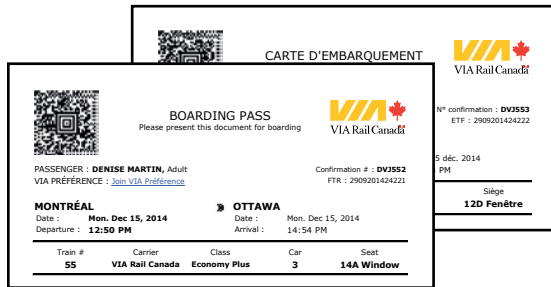 CARTE D'EMBARQUEMENT
VIA Rail Canada
N° confirmation : DVJ553
ETF : 2909201424222
5 déc. 2014
PM
Siège
12D Fenêtre
BOARDING PASS
Please present this document for boarding
VIA Rail Canada
PASSENGER : DENISE MARTIN, Adult
Confirmation # : DVJ552
VIA PRÉFÉRENCE : Join VIA Préférence
FTR : 2909201424221
MONTRÉAL » OTTAWA
Date : Mon. Dec 15, 2014 Date : Mon. Dec 15, 2014
Departure : 12:50 PM Arrival : 14:54 PM
Train # Carrier Class Car Seat
55 VIA Rail Canada Economy Plus 3 14A Window